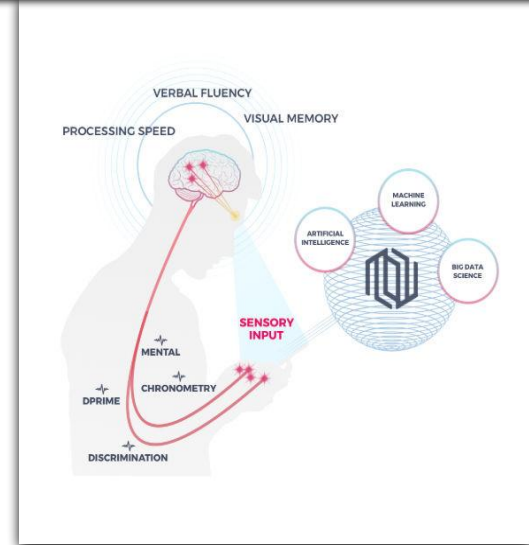 VERBAL FLUENCY
VISUAL MEMORY
PROCESSING SPEED
MACHINE
LEARNING
ARTIFICIAL
INTELLIGENCE
BIG DATA
SCIENCE
SENSORY
INPUT
MENTAL
CHRONOMETRY
DPRIME
DISCRIMINATION